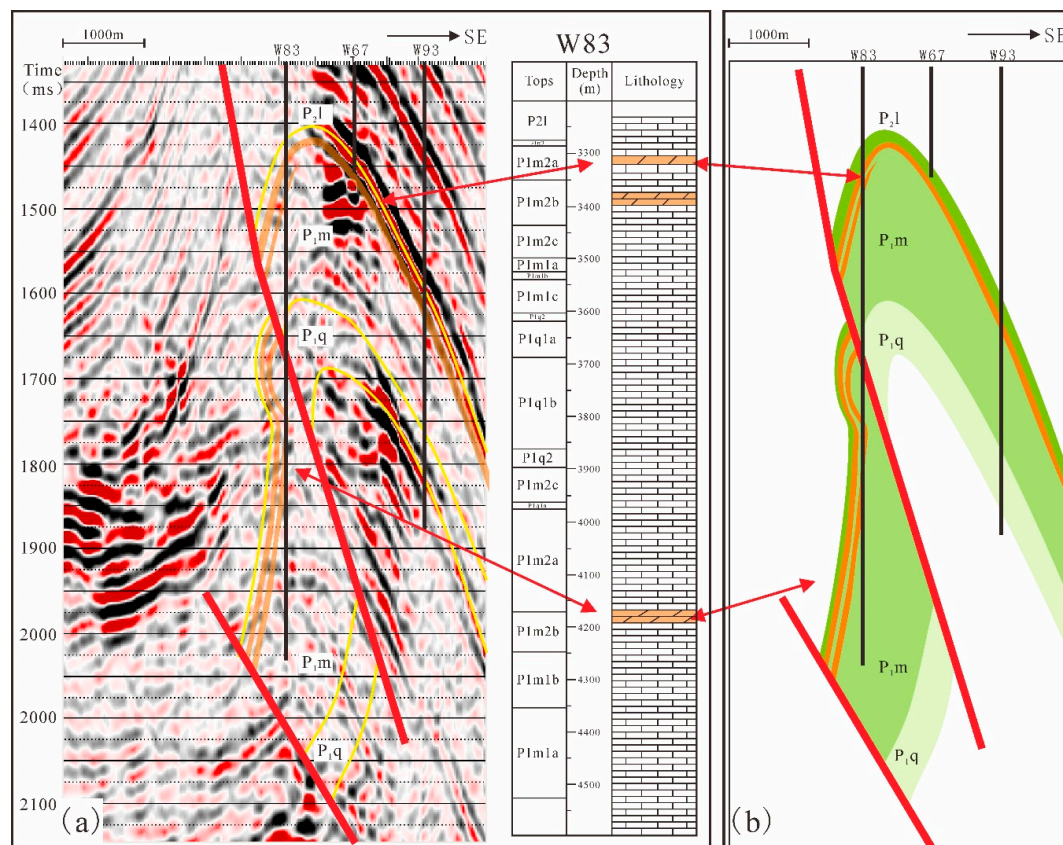 1000m
SE
W83 W67 W93
Time
(ms)
1400
1500
1600
1700
1800
1900
2000
2000
2100
P₂l
P₁m
P₁q
P₁m
P₁q
(a)
W83
Tops Depth (m) Lithology
P2l
P1m2a
P1m2b
P1m2c
P1m1a
P1m1b
P1m1c
P1q2
P1q1a
P1q1b
P1q2
P1m2c
P1m2a
P1m2b
P1m1b
P1m1a
3300
3400
3500
3600
3700
3800
3900
4000
4100
4200
4300
4400
4500
1000m
SE
W83 W67 W93
P₂l
P₁m
P₁q
P₁m
P₁q
(b)